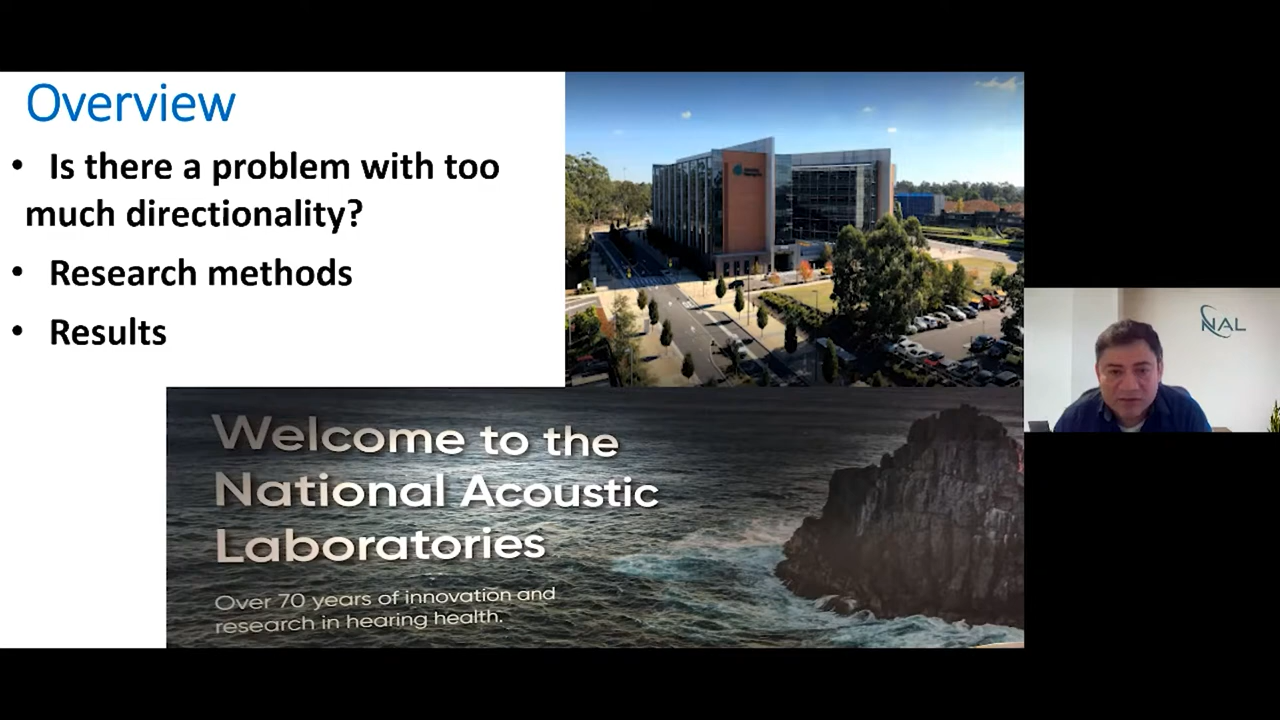 Overview
• Is there a problem with too
much directionality?
• Research methods
• Results
NAL
Welcome to the
National Acoustic
Laboratories
Over 70 years of innovation and
research in hearing health.